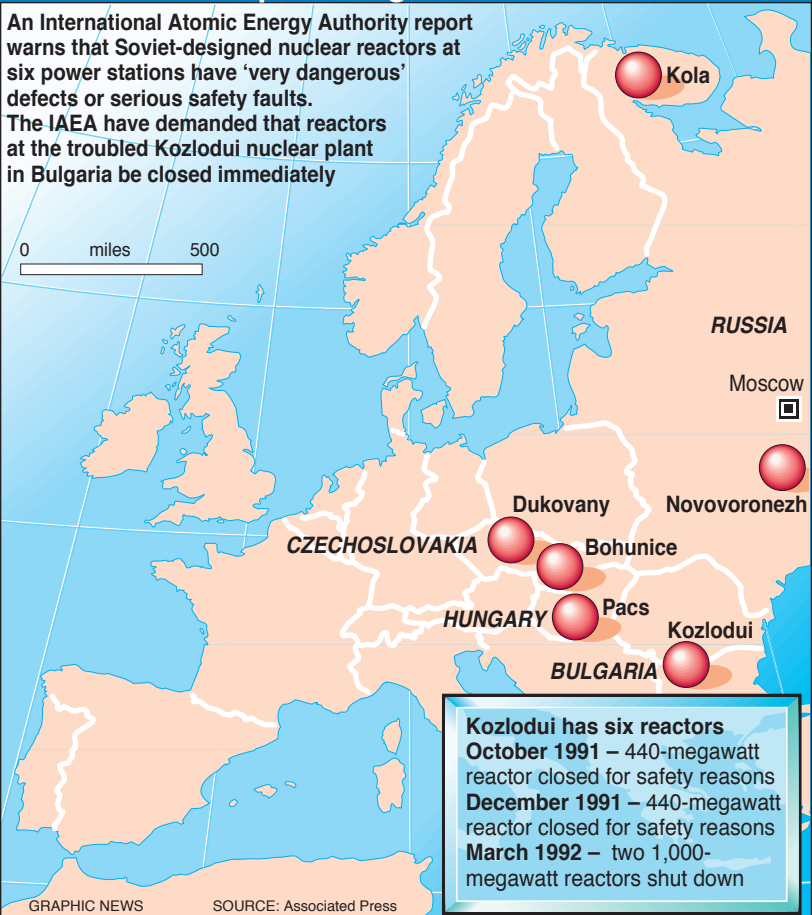 An International Atomic Energy Authority report
warns that Soviet-designed nuclear reactors at
six power stations have ‘very dangerous’
defects or serious safety faults.
The IAEA have demanded that reactors
at the troubled Kozlodui nuclear plant
in Bulgaria be closed immediately
0 miles 500
Kola
RUSSIA
Moscow
Novovoronezh
Dukovany
CZECHOSLOVAKIA
Bohunice
HUNGARY
Pacs
Kozlodui
BULGARIA
Kozlodui has six reactors
October 1991 – 440-megawatt
reactor closed for safety reasons
December 1991 – 440-megawatt
reactor closed for safety reasons
March 1992 – two 1,000-
megawatt reactors shut down
GRAPHIC NEWS
SOURCE: Associated Press